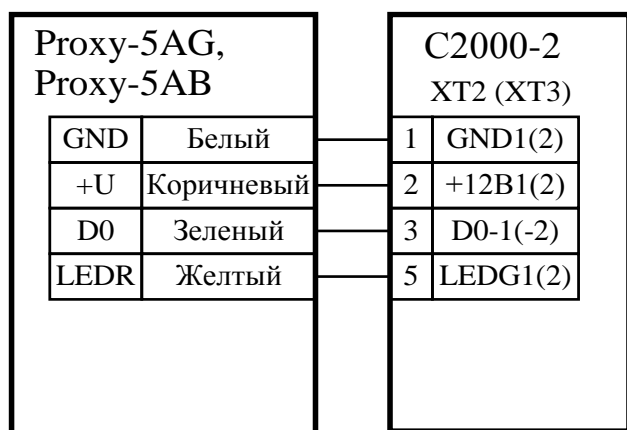 Proxy-5AG,
Proxy-5AB
GND Белый
+U Коричневый
D0 Зеленый
LEDR Желтый
C2000-2
XT2 (XT3)
1 GND1(2)
2 +12B1(2)
3 D0-1(-2)
5 LEDG1(2)